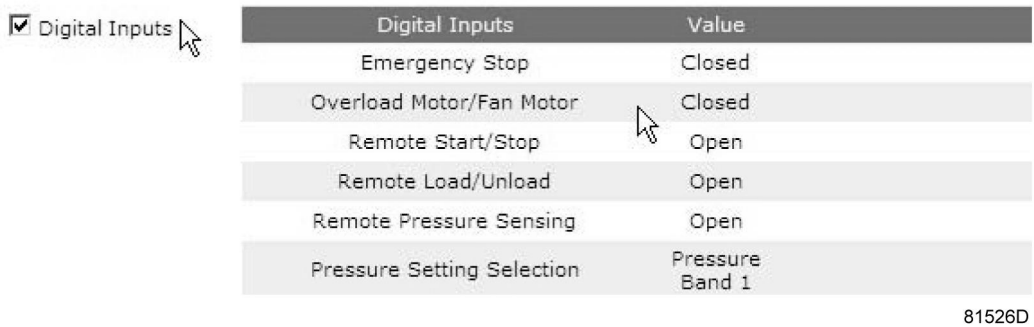 Digital Inputs
Digital Inputs Value
Emergency Stop Closed
Overload Motor/Fan Motor Closed
Remote Start/Stop Open
Remote Load/Unload Open
Remote Pressure Sensing Open
Pressure Setting Selection Pressure
Band 1
81526D